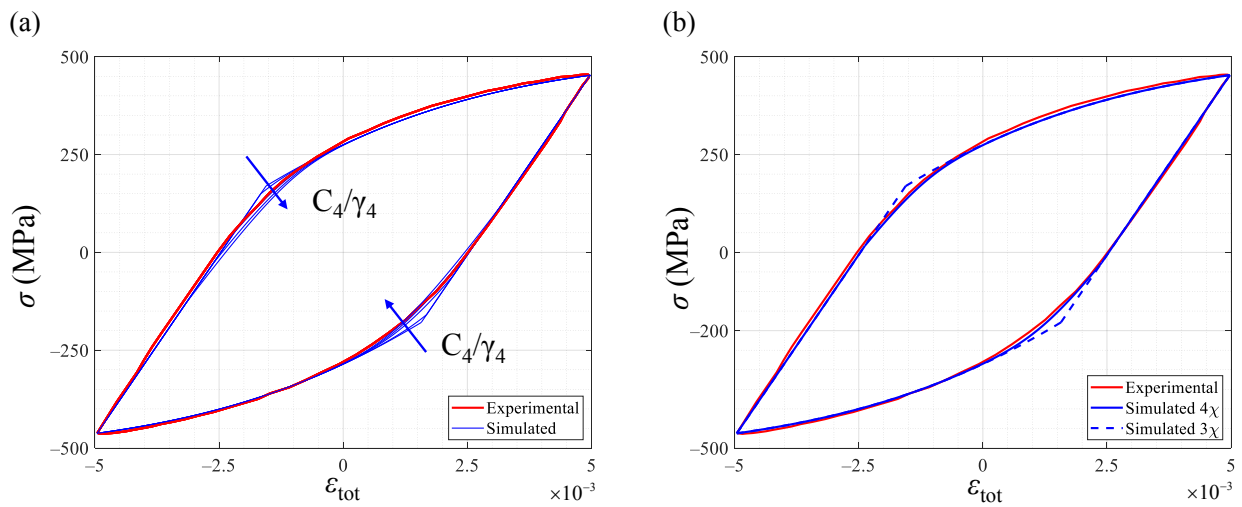 (a)
(b)
500
250
0
−250
−500
σ (MPa)
C₄/γ₄
C₄/γ₄
Experimental
Simulated
−5
−2.5
0
2.5
5
ε_tot
×10⁻³
500
250
0
−200
−500
σ (MPa)
Experimental
Simulated 4χ
Simulated 3χ
−5
−2.5
0
2.5
5
ε_tot
×10⁻³